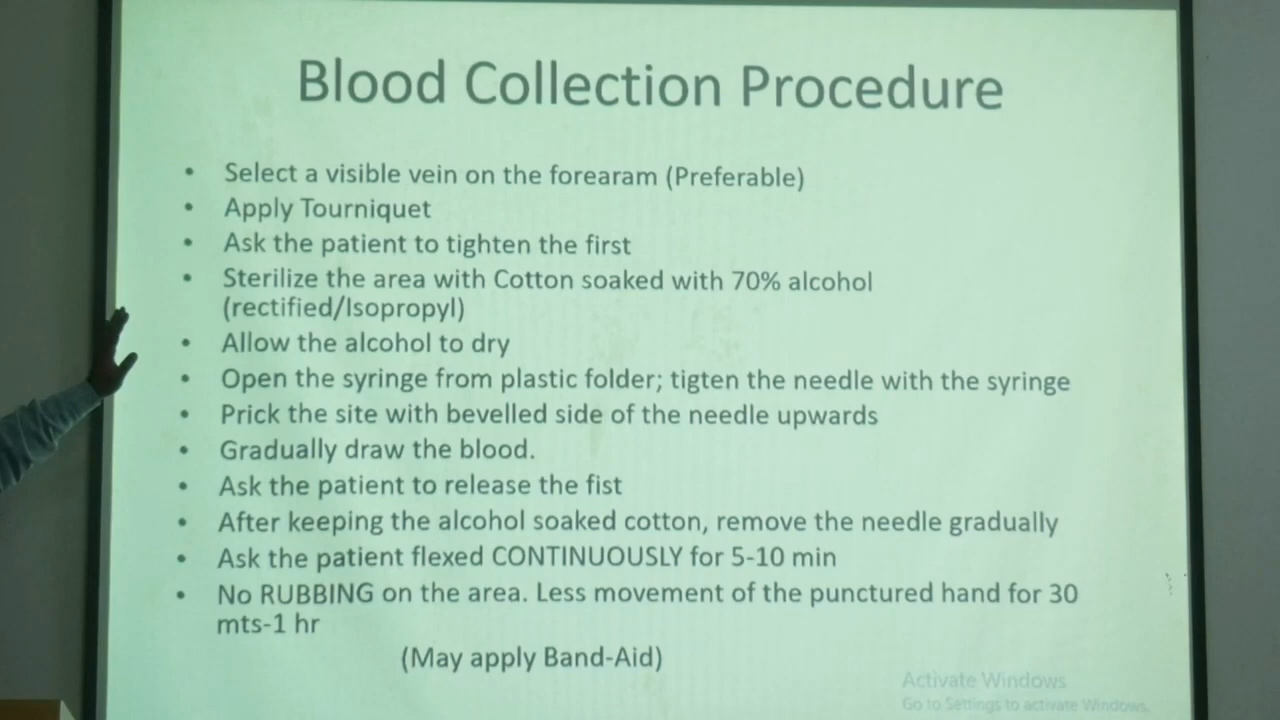 Blood Collection Procedure
• Select a visible vein on the forearam (Preferable)
• Apply Tourniquet
• Ask the patient to tighten the first
• Sterilize the area with Cotton soaked with 70% alcohol
(rectified/Isopropyl)
• Allow the alcohol to dry
• Open the syringe from plastic folder; tigten the needle with the syringe
• Prick the site with bevelled side of the needle upwards
• Gradually draw the blood.
• Ask the patient to release the fist
• After keeping the alcohol soaked cotton, remove the needle gradually
• Ask the patient flexed CONTINUOUSLY for 5-10 min
• No RUBBING on the area. Less movement of the punctured hand for 30
mts-1 hr
(May apply Band-Aid)
Activate Windows
Go to Settings to activate Windows.